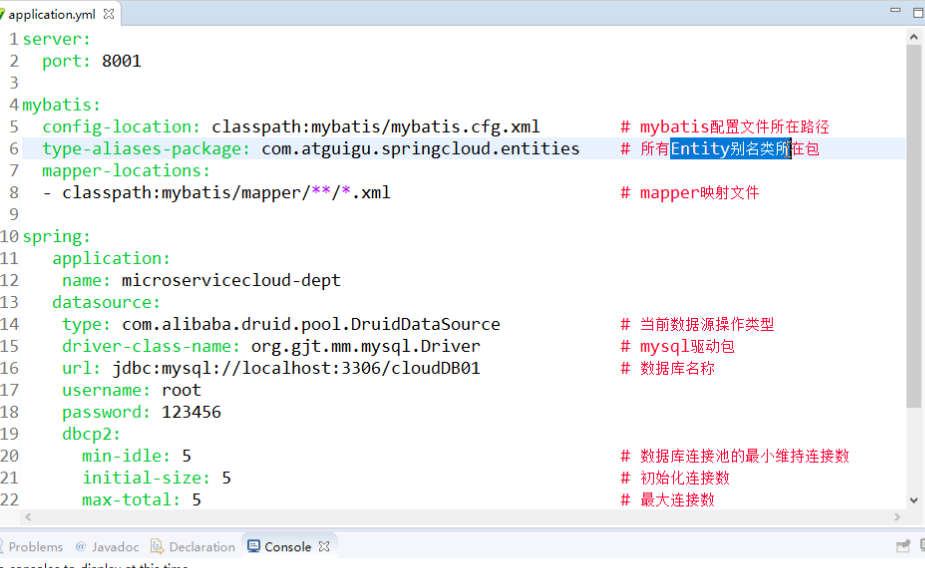 application.yml
1 server:
2 port: 8001
3
4 mybatis:
5 config-location: classpath:mybatis/mybatis.cfg.xml # mybatis配置文件所在路径
6 type-aliases-package: com.atguigu.springcloud.entities # 所有Entity别名类所在包
7 mapper-locations:
8 - classpath:mybatis/mapper/**/*.xml # mapper映射文件
9
10 spring:
11 application:
12 name: microservicecloud-dept
13 datasource:
14 type: com.alibaba.druid.pool.DruidDataSource # 当前数据源操作类型
15 driver-class-name: org.gjt.mm.mysql.Driver # mysql驱动包
16 url: jdbc:mysql://localhost:3306/cloudDB01 # 数据库名称
17 username: root
18 password: 123456
19 dbcp2:
20 min-idle: 5 # 数据库连接池的最小维持连接数
21 initial-size: 5 # 初始化连接数
22 max-total: 5 # 最大连接数
Problems @ Javadoc Declaration Console
consoles to display at this time